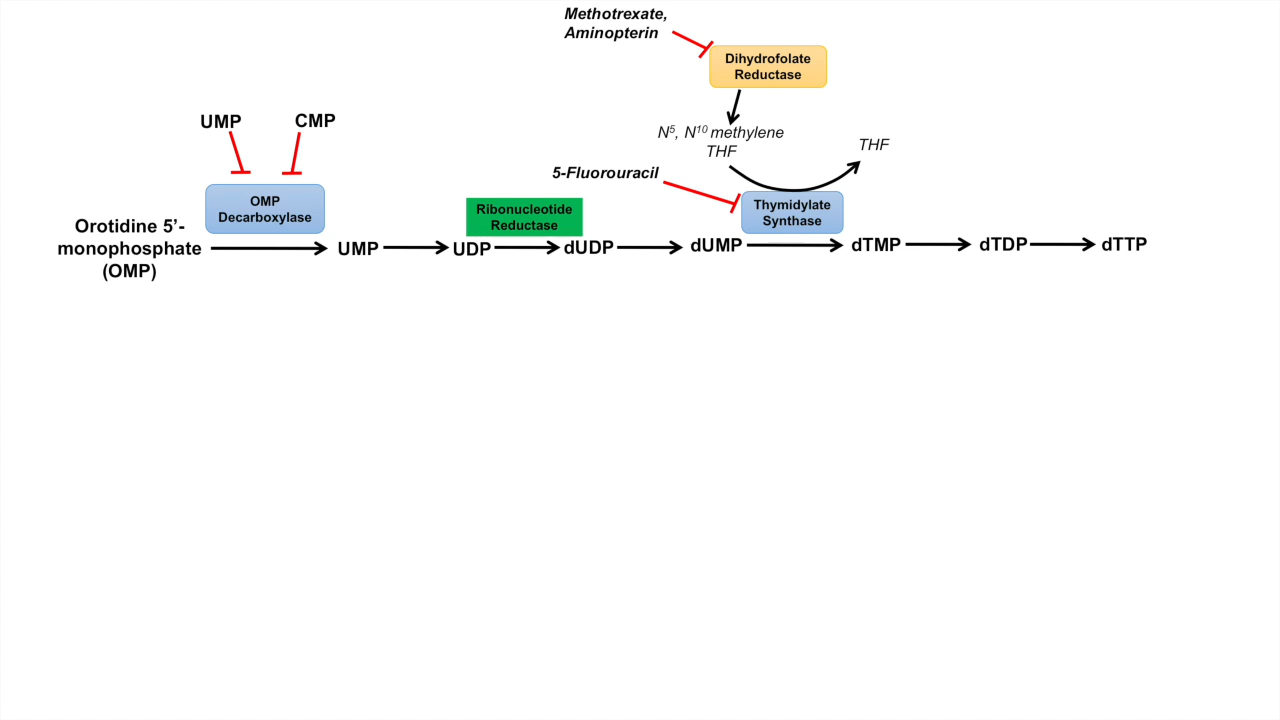 Methotrexate,
Aminopterin
Dihydrofolate
Reductase
UMP
CMP
N5, N10 methylene
THF
THF
5-Fluorouracil
OMP
Decarboxylase
Ribonucleotide
Reductase
Thymidylate
Synthase
Orotidine 5’-
monophosphate
(OMP)
UMP
UDP
dUDP
dUMP
dTMP
dTDP
dTTP